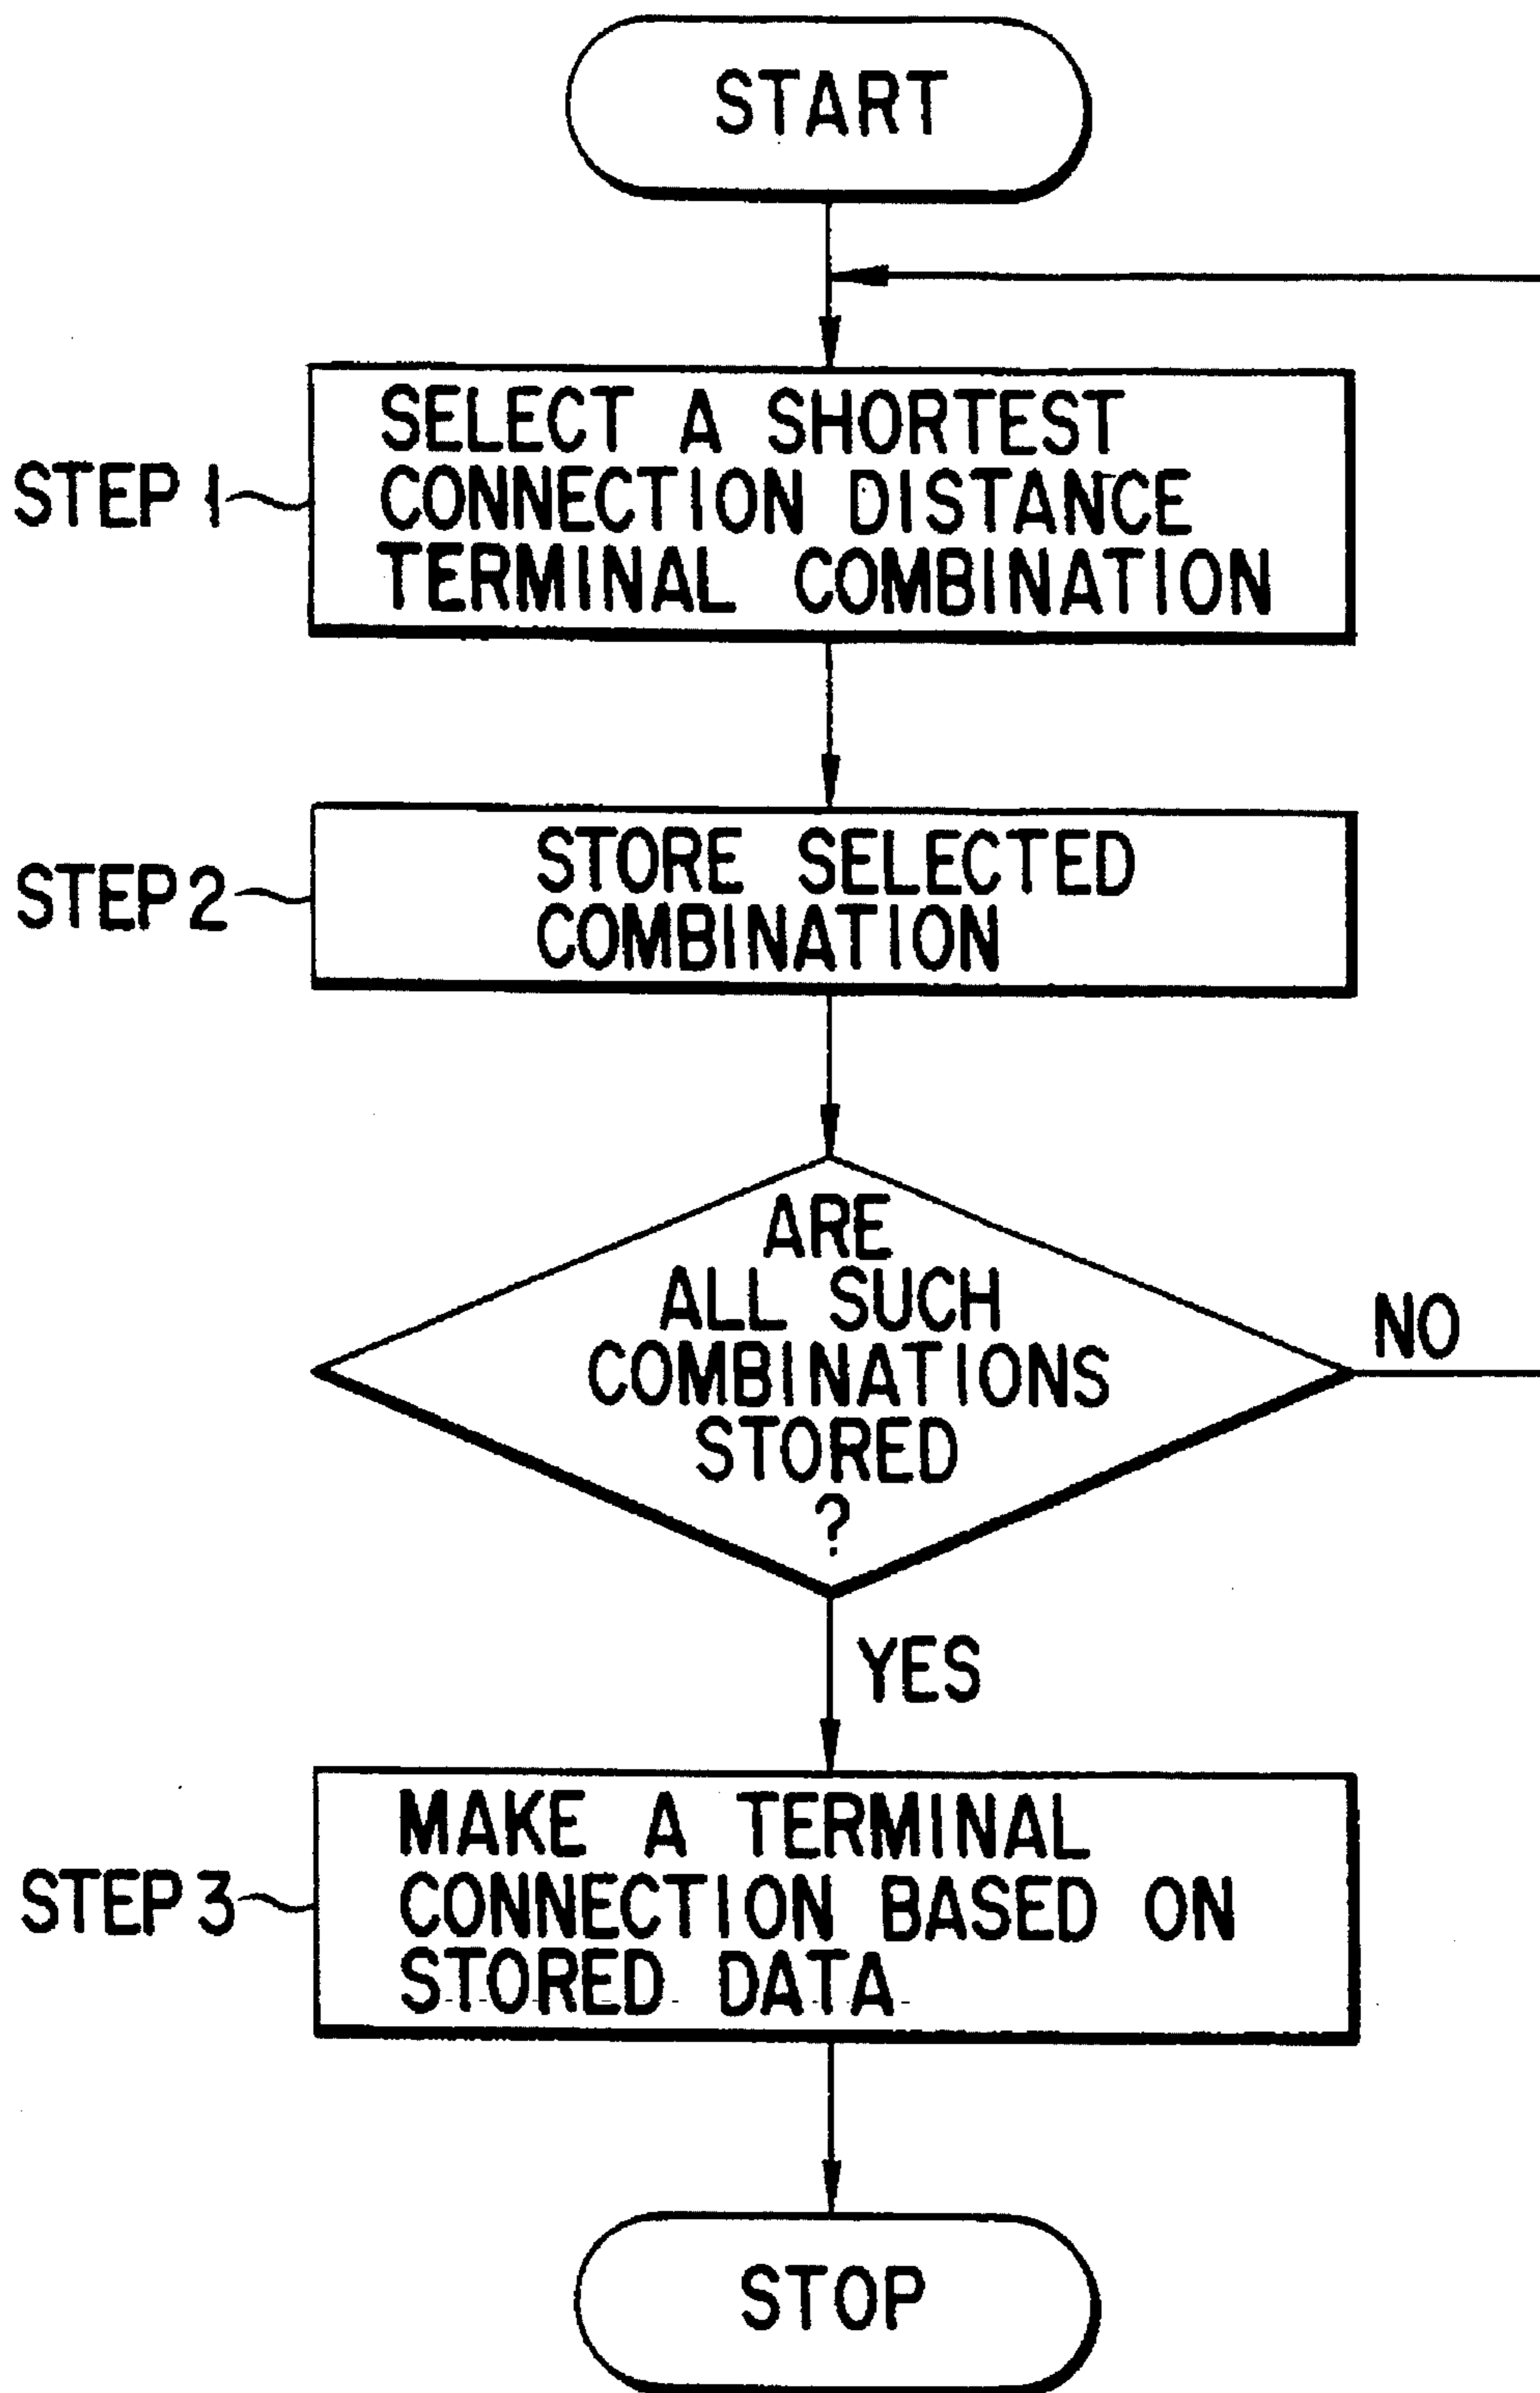 START
SELECT A SHORTEST
CONNECTION DISTANCE
TERMINAL COMBINATION
STEP 1
STORE SELECTED
COMBINATION
STEP 2
ARE
ALL SUCH
COMBINATIONS
STORED
?
NO
YES
MAKE A TERMINAL
CONNECTION BASED ON
STORED DATA
STEP 3
STOP